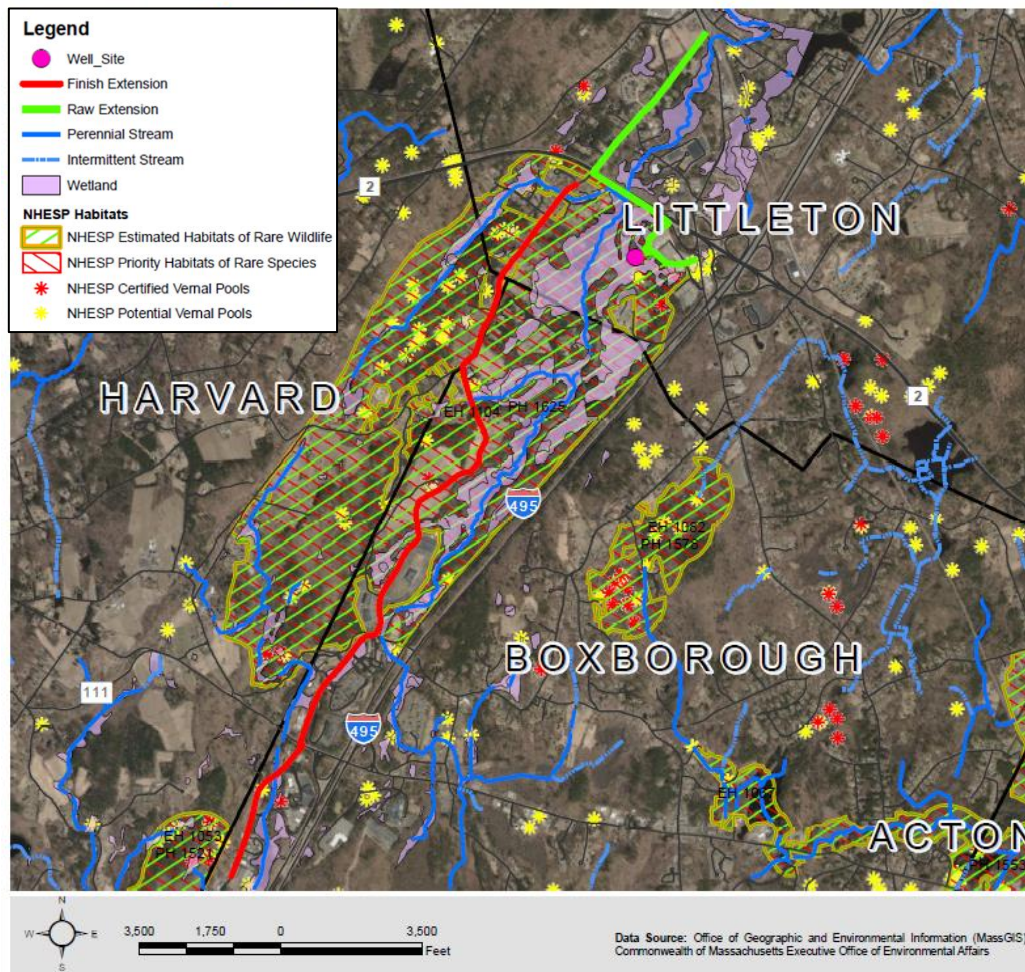 Legend
Well_Site
Finish Extension
Raw Extension
Perennial Stream
Intermittent Stream
Wetland
NHESP Habitats
NHESP Estimated Habitats of Rare Wildlife
NHESP Priority Habitats of Rare Species
NHESP Certified Vernal Pools
NHESP Potential Vernal Pools
2
LITTLETON
HARVARD
EH 1104 PH 1625
2
495
EH 1062
PH 1578
BOXBOROUGH
111
495
EH 1053
PH 1521
ACTON
N
W E
S
3,500 1,750 0 3,500
Feet
Data Source: Office of Geographic and Environmental Information (MassGIS)
Commonwealth of Massachusetts Executive Office of Environmental Affairs